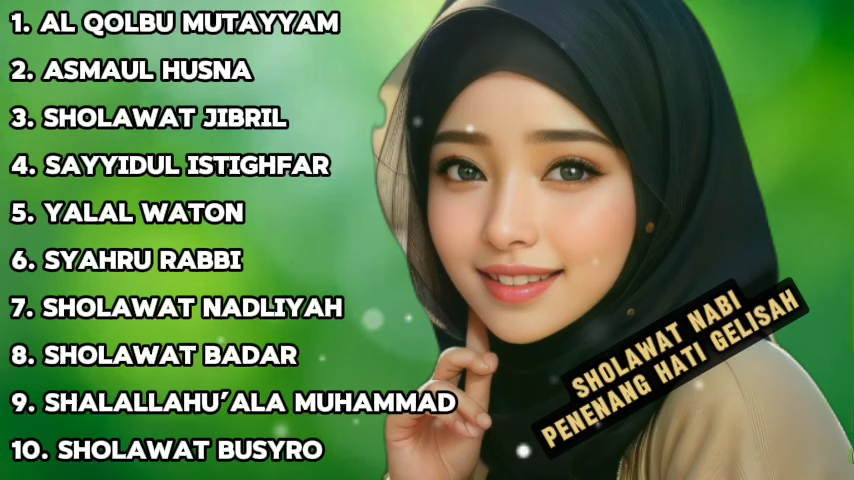 1. AL QOLBU MUTAYYAM
2. ASMAUL HUSNA
3. SHOLAWAT JIBRIL
4. SAYYIDUL ISTIGHFAR
5. YALAL WATON
6. SYAHRU RABBI
7. SHOLAWAT NADLIYAH
8. SHOLAWAT BADAR
9. SHALALLAHU´ALA MUHAMMAD
10. SHOLAWAT BUSYRO
SHOLAWAT NABI
PENENANG HATI GELISAH